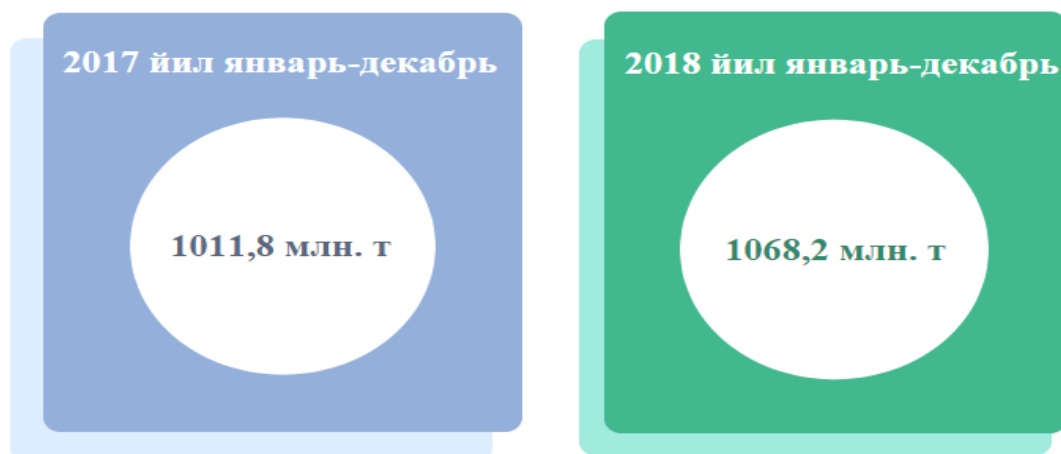 2017 йил январь-декабрь
1011,8 млн. т
2018 йил январь-декабрь
1068,2 млн. т